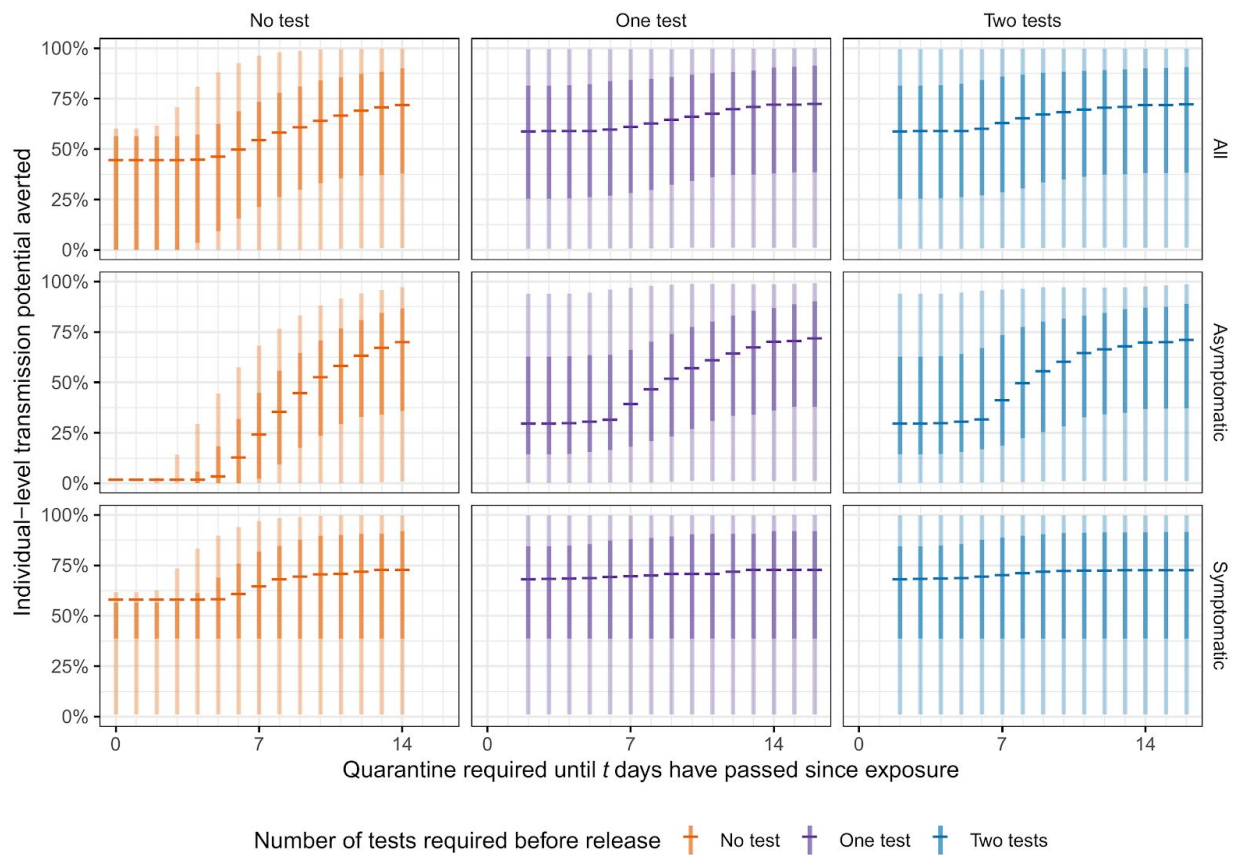 No test One test Two tests
Individual-level transmission potential averted
100%
75%
50%
25%
0%
All
100%
75%
50%
25%
0%
Asymptomatic
100%
75%
50%
25%
0%
Symptomatic
0 7 14 0 7 14 0 7 14
Quarantine required until t days have passed since exposure
Number of tests required before release No test One test Two tests